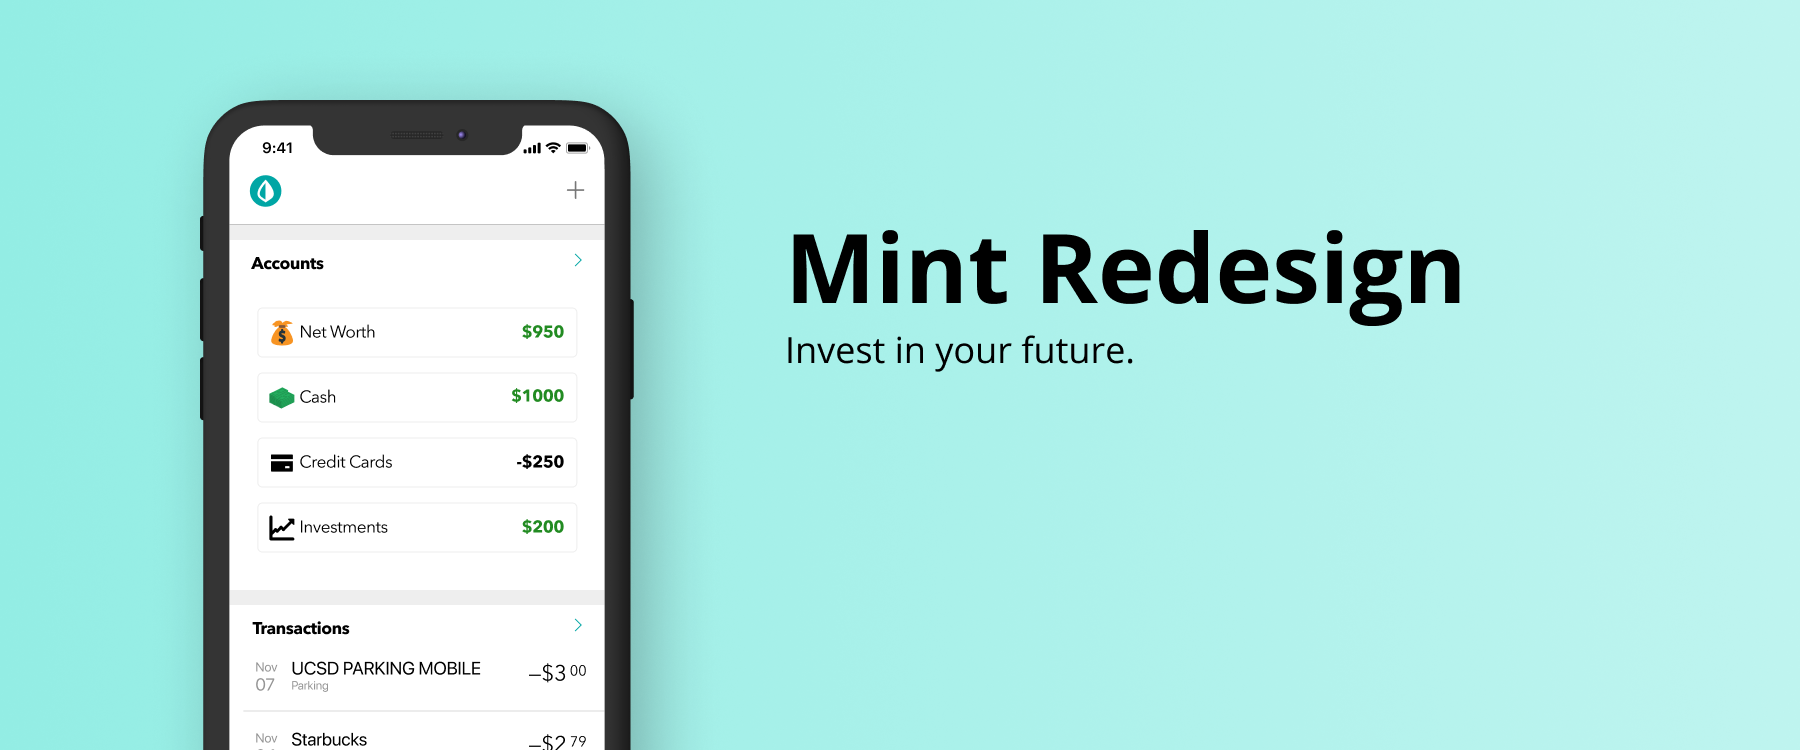 9:41
Accounts
Net Worth $950
Cash $1000
Credit Cards -$250
Investments $200
Transactions
Nov 07 UCSD PARKING MOBILE –$3 00
Parking
Nov Starbucks –$2 79
Mint Redesign
Invest in your future.